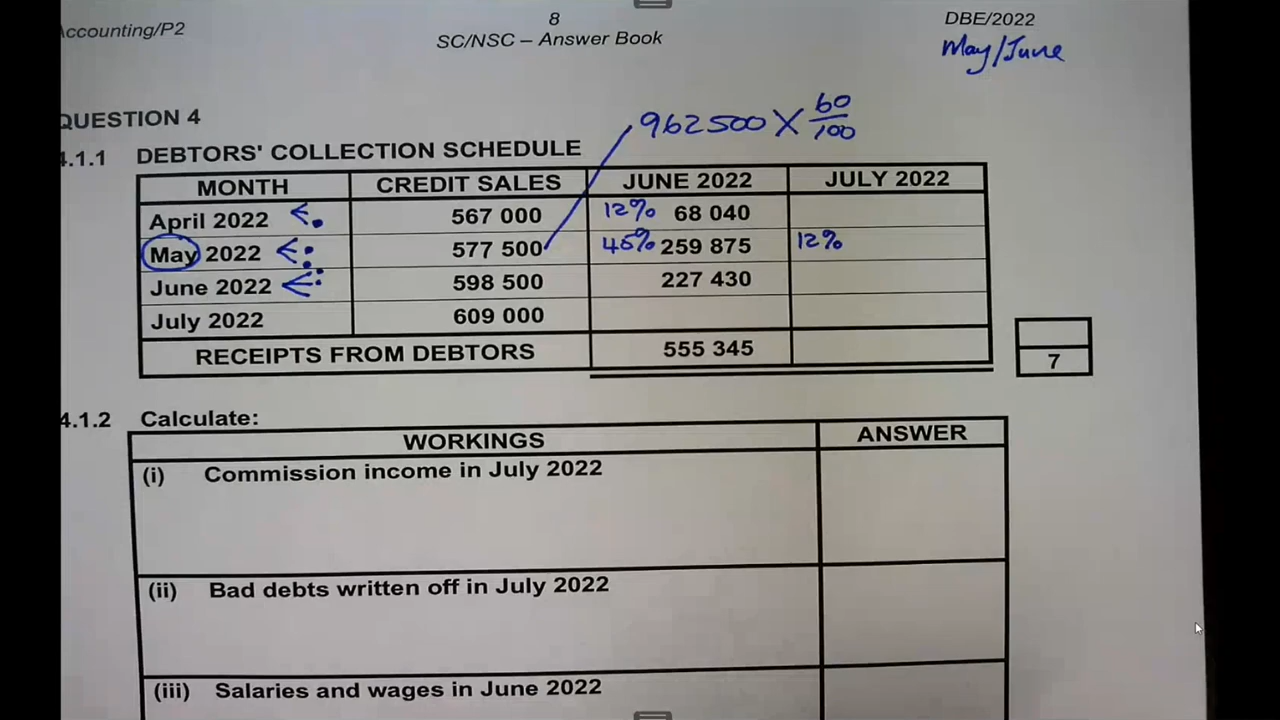 Accounting/P2
8
SC/NSC – Answer Book
DBE/2022
May/June
QUESTION 4
962500 X 60/100
4.1.1 DEBTORS' COLLECTION SCHEDULE
MONTH CREDIT SALES JUNE 2022 JULY 2022
April 2022 567 000 12% 68 040
May 2022 577 500 45% 259 875 12%
June 2022 598 500 227 430
July 2022 609 000
RECEIPTS FROM DEBTORS 555 345
7
4.1.2 Calculate:
WORKINGS ANSWER
(i) Commission income in July 2022
(ii) Bad debts written off in July 2022
(iii) Salaries and wages in June 2022